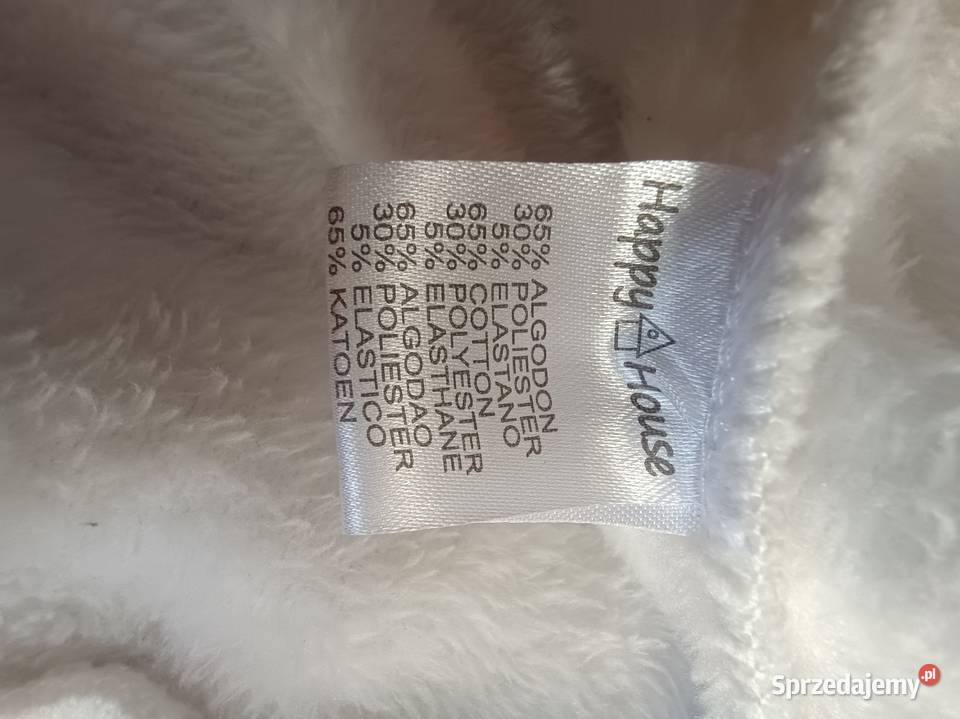 Happy House
65% ALGODON
30% POLIESTER
5% ELASTANO
65% COTTON
30% POLYESTER
5% ELASTHANE
65% ALGODAO
30% POLIESTER
5% ELASTICO
65% KATOEN
Sprzedajemy.pl